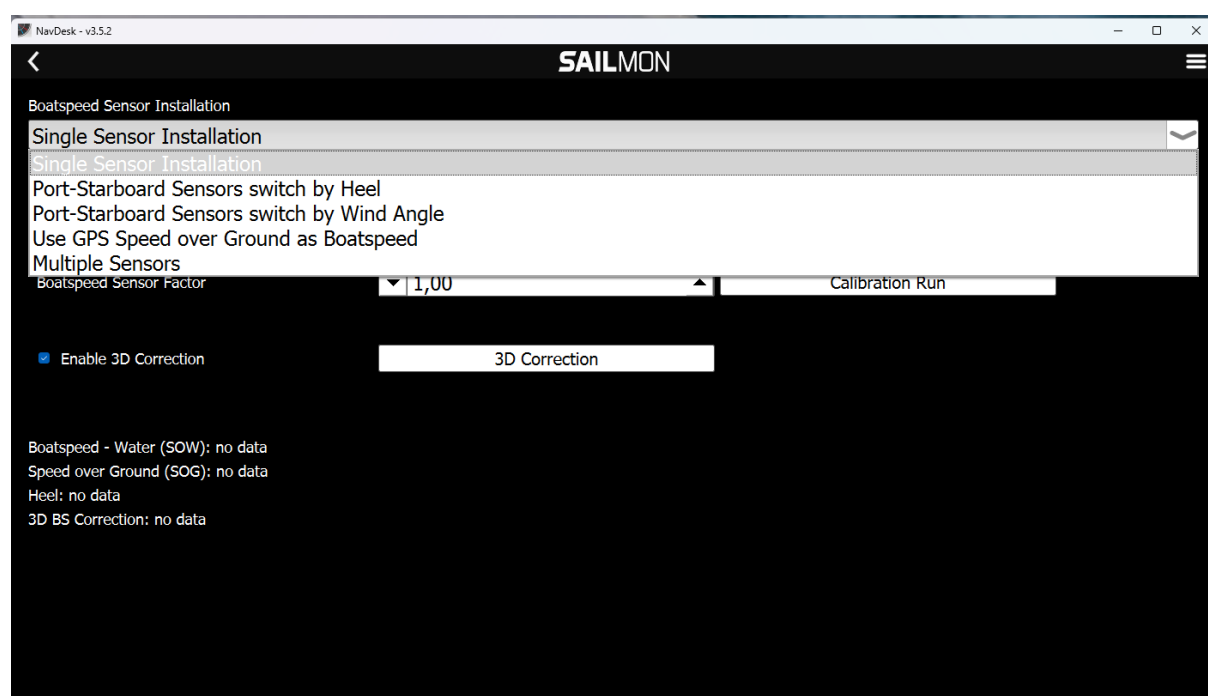 NavDesk - v3.5.2
SAILMON
Boatspeed Sensor Installation
Single Sensor Installation
Single Sensor Installation
Port-Starboard Sensors switch by Heel
Port-Starboard Sensors switch by Wind Angle
Use GPS Speed over Ground as Boatspeed
Multiple Sensors
Boatspeed Sensor Factor 1,00 Calibration Run
Enable 3D Correction 3D Correction
Boatspeed - Water (SOW): no data
Speed over Ground (SOG): no data
Heel: no data
3D BS Correction: no data